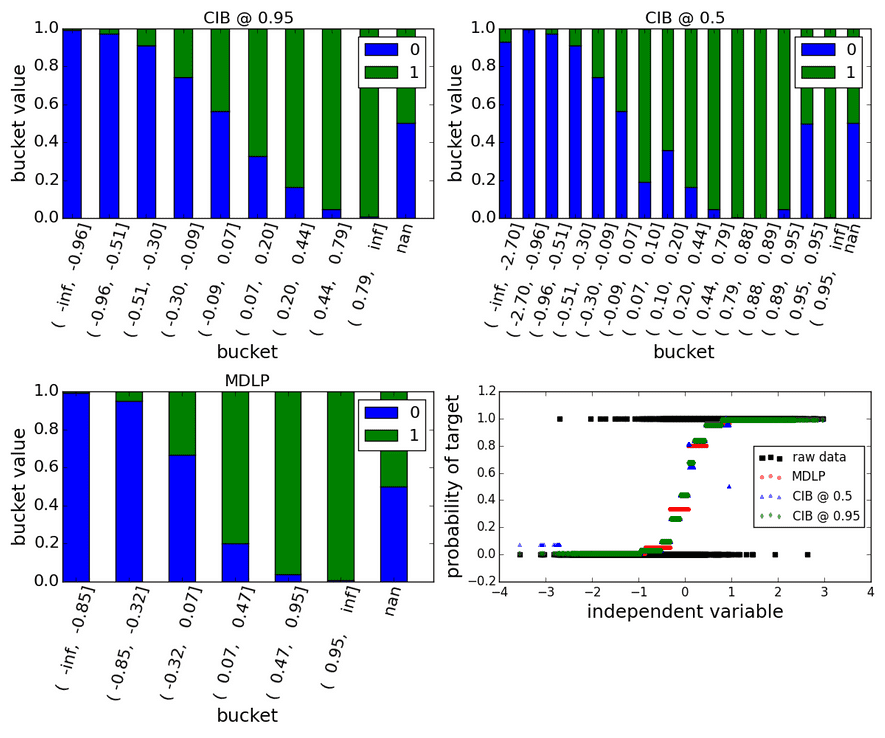 CIB @ 0.95
bucket value
1.0
0.8
0.6
0.4
0.2
0.0
0
1
( -inf, -0.96]
( -0.96, -0.51]
( -0.51, -0.30]
( -0.30, -0.09]
( -0.09, 0.07]
( 0.07, 0.20]
( 0.20, 0.44]
( 0.44, 0.79]
( 0.79, inf]
nan
bucket
CIB @ 0.5
bucket value
1.0
0.8
0.6
0.4
0.2
0.0
0
1
( -inf, -2.70]
( -2.70, -0.96]
( -0.96, -0.51]
( -0.51, -0.30]
( -0.30, -0.09]
( -0.09, 0.07]
( 0.07, 0.10]
( 0.10, 0.20]
( 0.20, 0.44]
( 0.44, 0.79]
( 0.79, 0.88]
( 0.88, 0.89]
( 0.89, 0.95]
( 0.95, 0.95]
( 0.95, inf]
nan
bucket
MDLP
bucket value
1.0
0.8
0.6
0.4
0.2
0.0
0
1
( -inf, -0.85]
( -0.85, -0.32]
( -0.32, 0.07]
( 0.07, 0.47]
( 0.47, 0.95]
( 0.95, inf]
nan
bucket
probability of target
1.2
1.0
0.8
0.6
0.4
0.2
0.0
−0.2
raw data
MDLP
CIB @ 0.5
CIB @ 0.95
−4 −3 −2 −1 0 1 2 3 4
independent variable